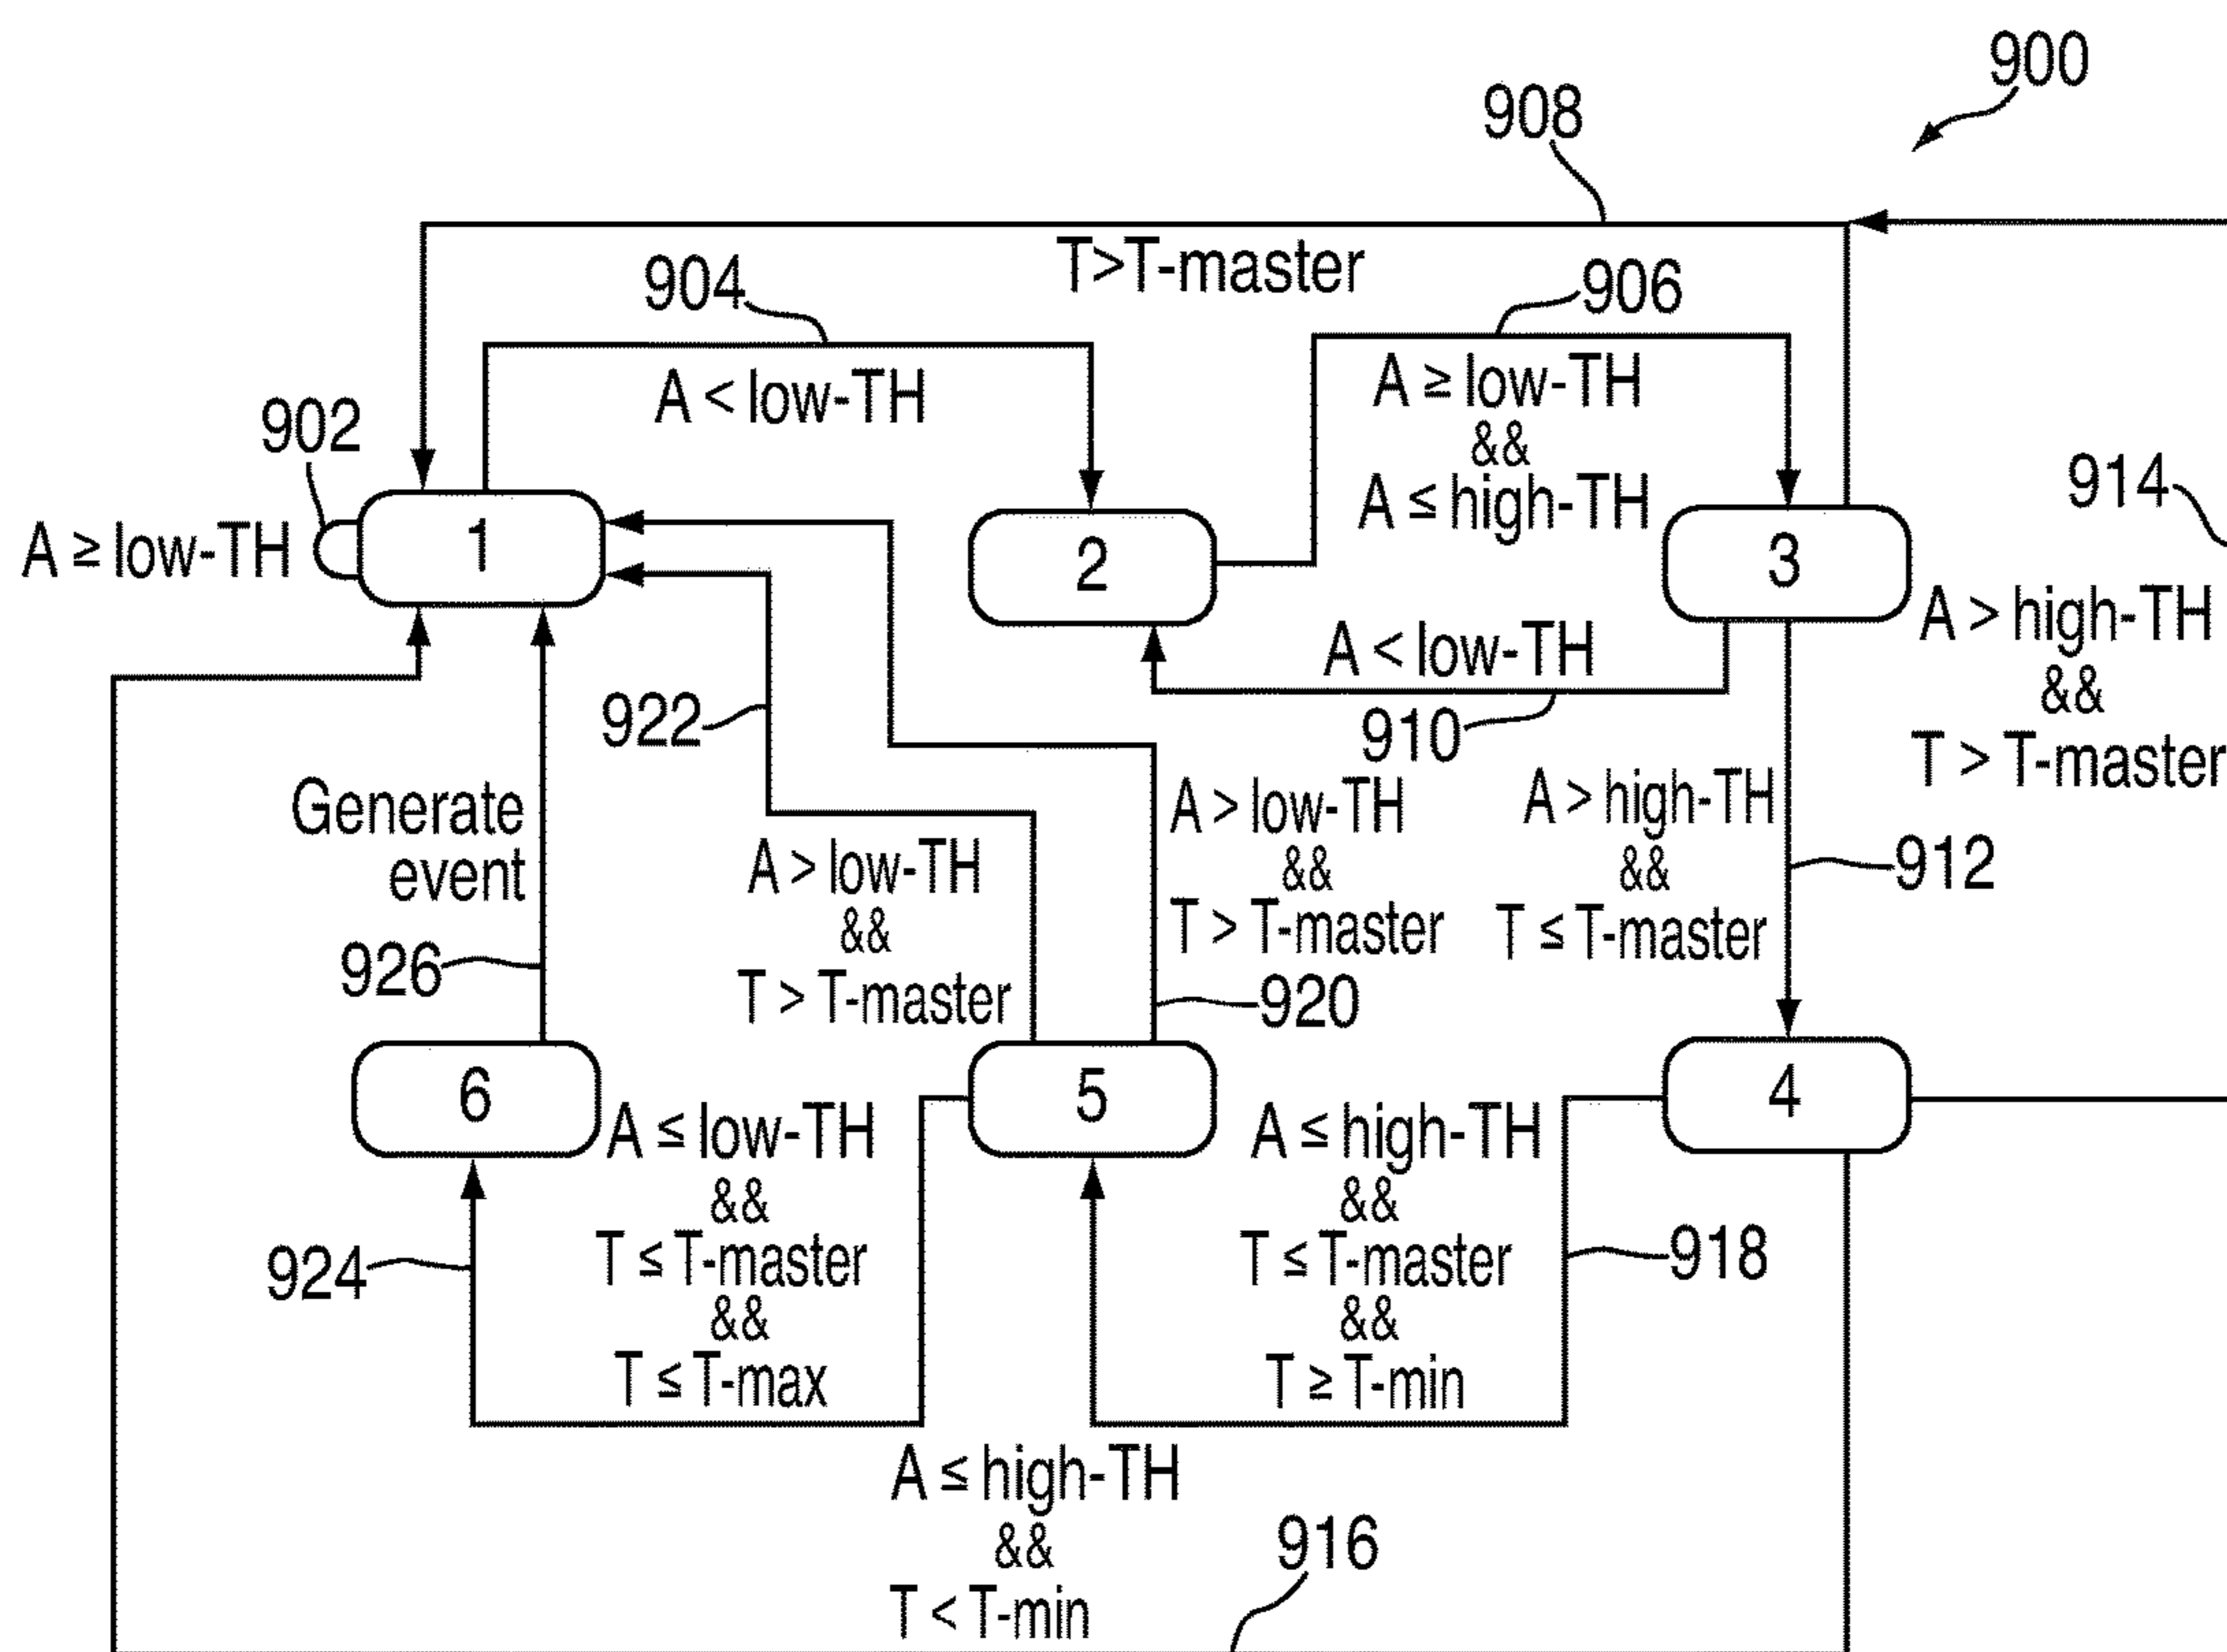 900
908
T>T-master
904
906
A < low-TH
A ≥ low-TH
&&
A ≤ high-TH
902
914
A ≥ low-TH
1
2
3
A > high-TH
&&
T > T-master
A < low-TH
910
922
Generate
event
A > low-TH
&&
T > T-master
A > low-TH
&&
T > T-master
A > high-TH
&&
T ≤ T-master
912
926
920
6
5
4
A ≤ low-TH
&&
T ≤ T-master
&&
T ≤ T-max
A ≤ high-TH
&&
T ≤ T-master
&&
T ≥ T-min
924
918
A ≤ high-TH
&&
T < T-min
916